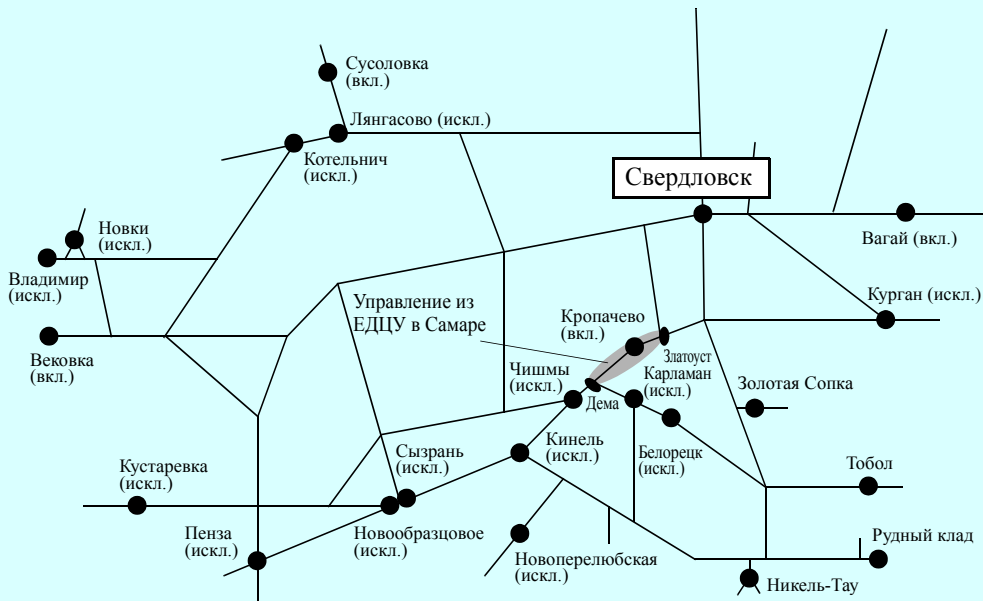 Сусоловка
(вкл.)
Лянгасово (искл.)
Котельнич
(искл.)
Свердловск
Новки
(искл.)
Вагай (вкл.)
Владимир
(искл.)
Управление из
ЕДЦУ в Самаре
Кропачево
(вкл.)
Курган (искл.)
Вековка
(вкл.)
Златоуст
Чишмы
(искл.)
Карламан
(искл.)
Золотая Сопка
Дема
Сызрань
(искл.)
Кинель
(искл.)
Белорецк
(искл.)
Тобол
Кустаревка
(искл.)
Пенза
(искл.)
Новообразцовое
(искл.)
Новоперелюбская
(искл.)
Рудный клад
Никель-Тау